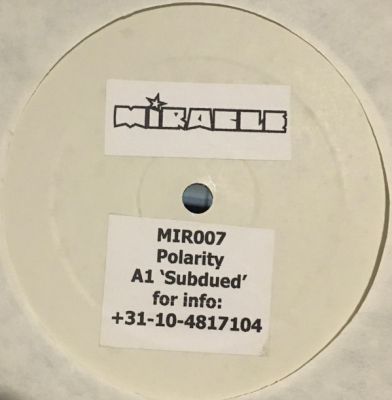 MIRACLE
MIR007
Polarity
A1 ‘Subdued’
for info:
+31-10-4817104